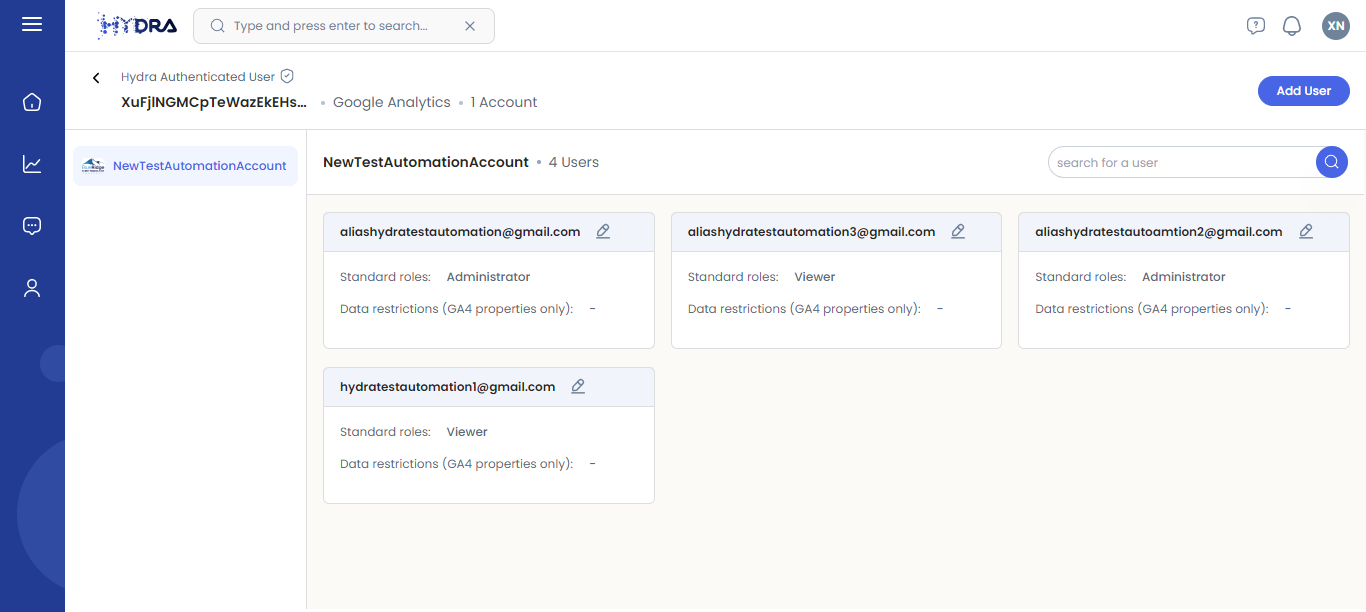 HYDRA
Type and press enter to search...
XN
Hydra Authenticated User
XuFjlNGMCpTeWazEkEHs... • Google Analytics • 1 Account
Add User
NewTestAutomationAccount
NewTestAutomationAccount • 4 Users
search for a user
aliashydratestautomation@gmail.com
Standard roles: Administrator
Data restrictions (GA4 properties only): -
aliashydratestautomation3@gmail.com
Standard roles: Viewer
Data restrictions (GA4 properties only): -
aliashydratestautoamtion2@gmail.com
Standard roles: Administrator
Data restrictions (GA4 properties only): -
hydratestautomation1@gmail.com
Standard roles: Viewer
Data restrictions (GA4 properties only): -